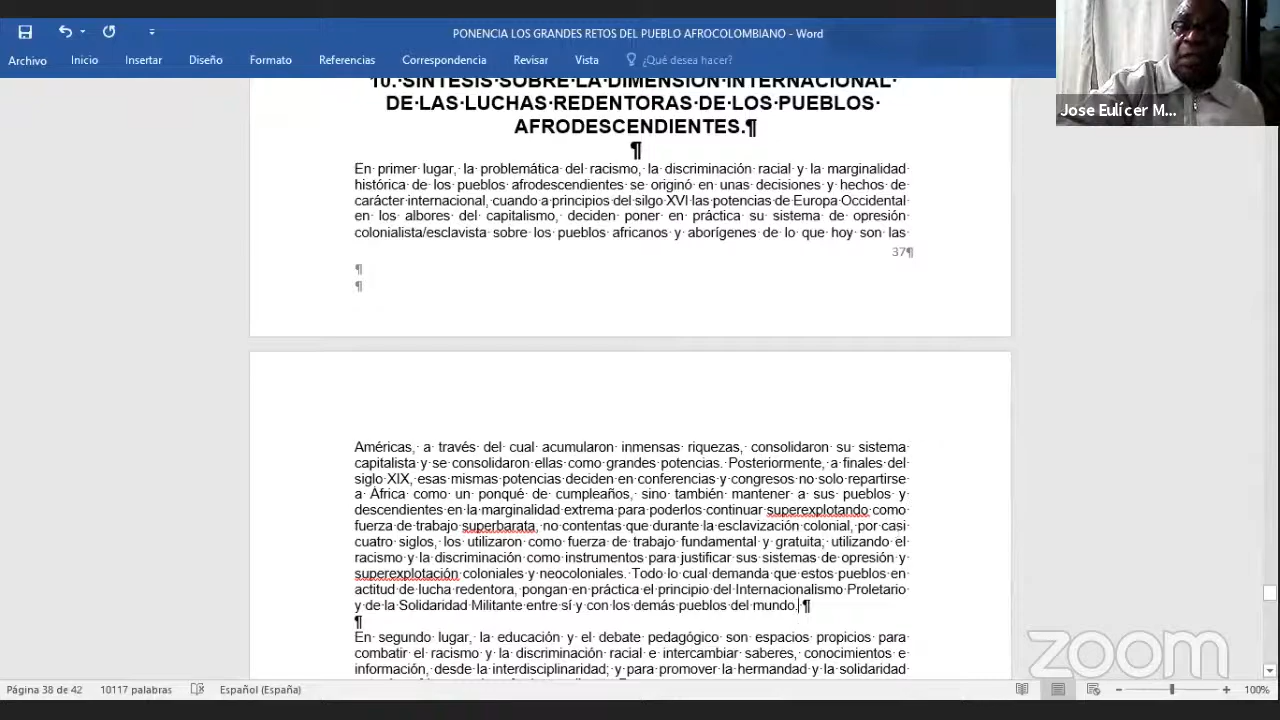 PONENCIA LOS GRANDES RETOS DEL PUEBLO AFROCOLOMBIANO - Word
Archivo Inicio Insertar Diseño Formato Referencias Correspondencia Revisar Vista ¿Qué desea hacer?
Jose Eulícer M...
10. SÍNTESIS SOBRE LA DIMENSIÓN INTERNACIONAL
DE·LAS·LUCHAS·REDENTORAS·DE·LOS·PUEBLOS·
AFRODESCENDIENTES.¶
¶
En primer lugar, la problemática del racismo, la discriminación racial y la marginalidad
histórica de los pueblos afrodescendientes se originó en unas decisiones y hechos de
carácter internacional, cuando a principios del silgo XVI las potencias de Europa Occidental
en los albores del capitalismo, deciden poner en práctica su sistema de opresión
colonialista/esclavista sobre los pueblos africanos y aborígenes de lo que hoy son las
37¶
¶
¶
Américas, a través del cual acumularon inmensas riquezas, consolidaron su sistema
capitalista y se consolidaron ellas como grandes potencias. Posteriormente, a finales del
siglo XIX, esas mismas potencias deciden en conferencias y congresos no solo repartirse
a África como un ponqué de cumpleaños, sino también mantener a sus pueblos y
descendientes en la marginalidad extrema para poderlos continuar superexplotando como
fuerza de trabajo superbarata, no contentas que durante la esclavización colonial, por casi
cuatro siglos, los utilizaron como fuerza de trabajo fundamental y gratuita; utilizando el
racismo y la discriminación como instrumentos para justificar sus sistemas de opresión y
superexplotación coloniales y neocoloniales. Todo lo cual demanda que estos pueblos en
actitud de lucha redentora, pongan en práctica el principio del Internacionalismo Proletario
y de la Solidaridad Militante entre sí y con los demás pueblos del mundo. ¶
¶
En segundo lugar, la educación y el debate pedagógico son espacios propicios para
combatir el racismo y la discriminación racial e intercambiar saberes, conocimientos e
información, desde la interdisciplinaridad; y para promover la hermandad y la solidaridad
zoom
Página 38 de 42 10117 palabras Español (España) 100%